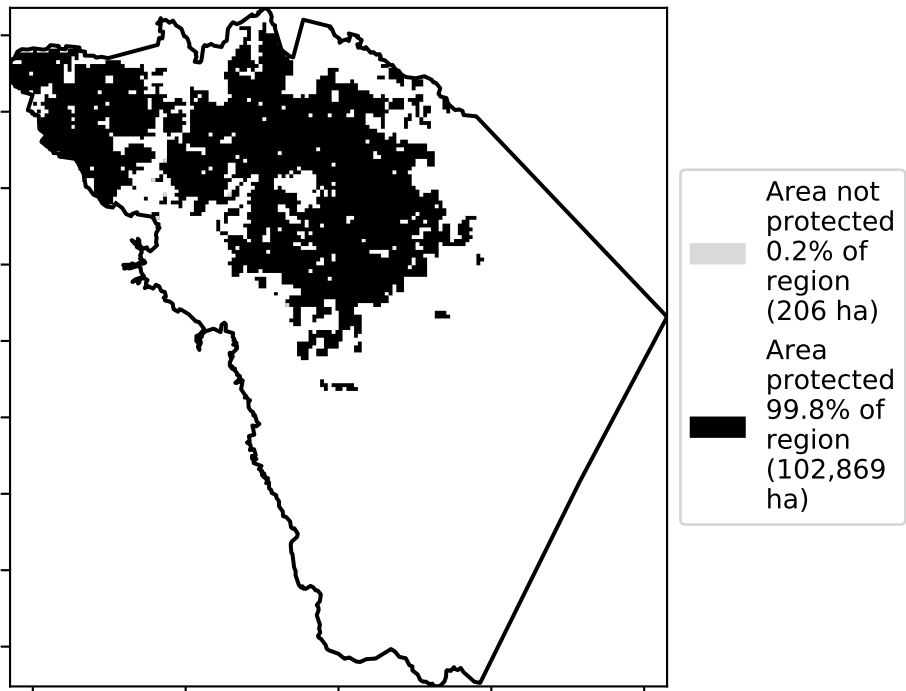 Area not
protected
0.2% of
region
(206 ha)
Area
protected
99.8% of
region
(102,869
ha)